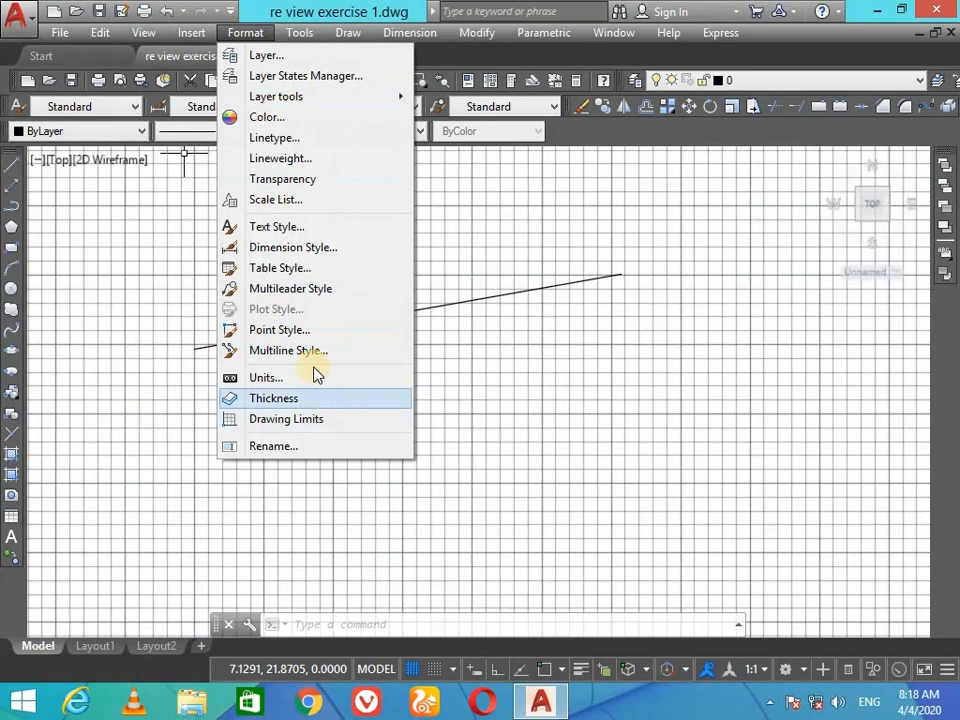 re view exercise 1.dwg
Type a keyword or phrase
Sign In
File Edit View Insert Format Tools Draw Dimension Modify Parametric Window Help Express
Start
re view exercis
0
Standard
Standa
Standard
ByLayer
ByColor
[−][Top][2D Wireframe]
Layer...
Layer States Manager...
Layer tools
Color...
Linetype...
Lineweight...
Transparency
Scale List...
Text Style...
Dimension Style...
Table Style...
Multileader Style
Plot Style...
Point Style...
Multiline Style...
Units...
Thickness
Drawing Limits
Rename...
N
W
TOP
E
S
Unnamed
A
Type a command
Model Layout1 Layout2 +
7.1291, 21.8705, 0.0000 MODEL
1:1
ENG
8:18 AM
4/4/2020